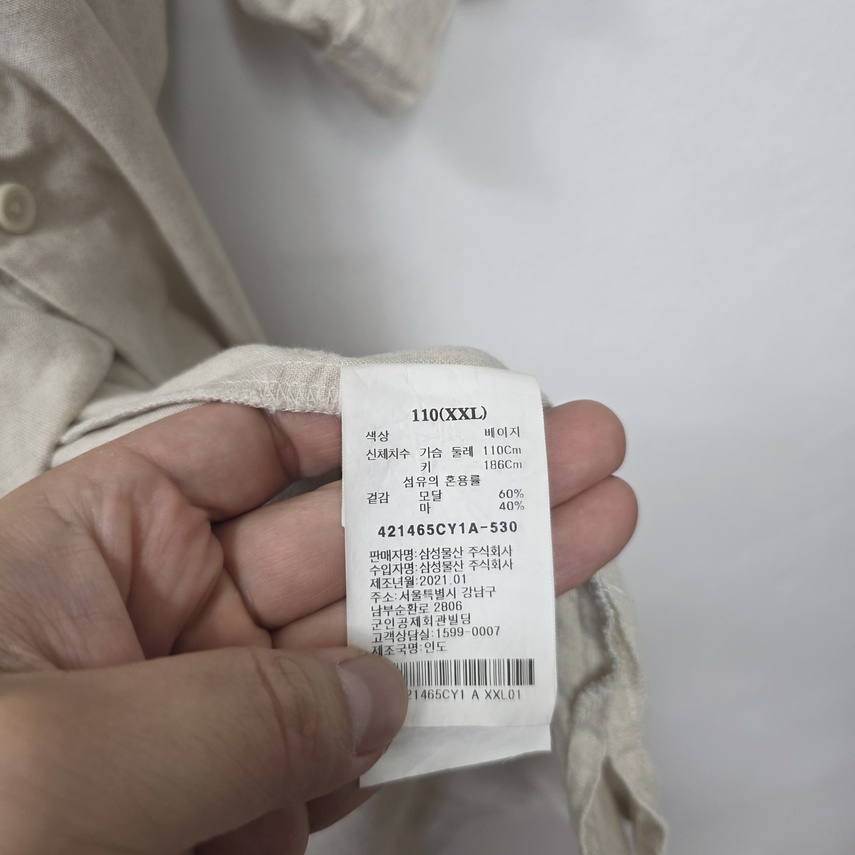 110(XXL)
색상 베이지
신체치수 가슴 둘레 110Cm
키 186Cm
섬유의 혼용률
겉감 모달 60%
마 40%
421465CY1A-530
판매자명:삼성물산 주식회사
수입자명:삼성물산 주식회사
제조년월:2021.01
주소:서울특별시 강남구
남부순환로 2806
군인공제회관빌딩
고객상담실:1599-0007
제조국명:인도
21465CY1 A XXL01